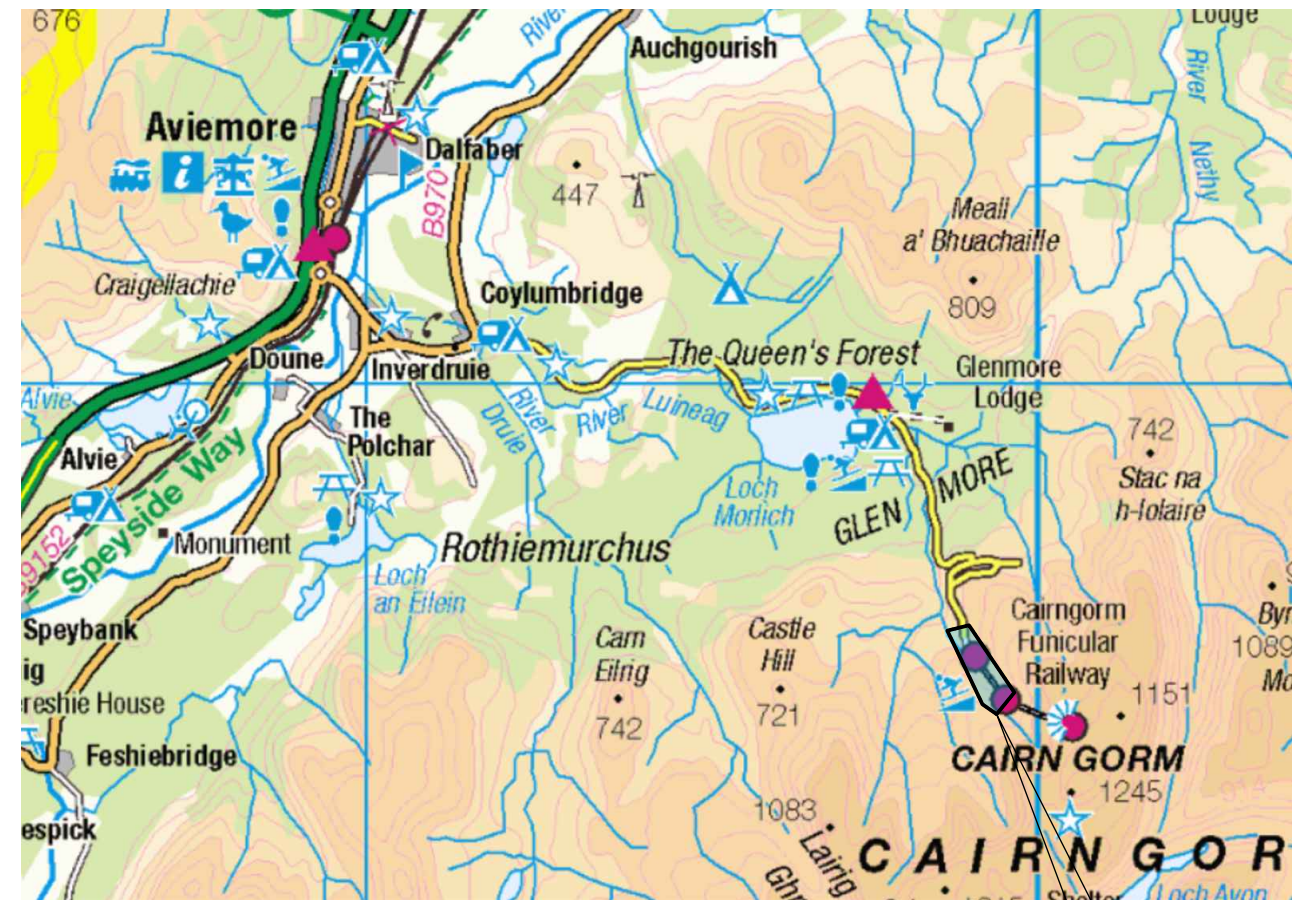 676
River
Lodge
Auchgourish
River
Aviemore
Dalfaber
i
447
B970
Nethy
Meall
a' Bhuachaille
Craigellachie
809
Coylumbridge
Doune
Inverdruie
The Queen's Forest
Glenmore
Lodge
Alvie
River
Druie
River
Luineag
The
Polchar
742
Alvie
Speyside Way
Loch
Morlich
GLEN MORE
Stac na
h-Iolaire
B9152
Monument
Rothiemurchus
Loch
an Eilein
Speybank
ig
Carn
Eilrig
742
Castle
Hill
721
Cairngorm
Funicular
Railway
1089
1151
ereshie House
Feshiebridge
CAIRN GORM
1245
1083
espick
Lairig
CAIRNGOR
Shelter
Loch Avon